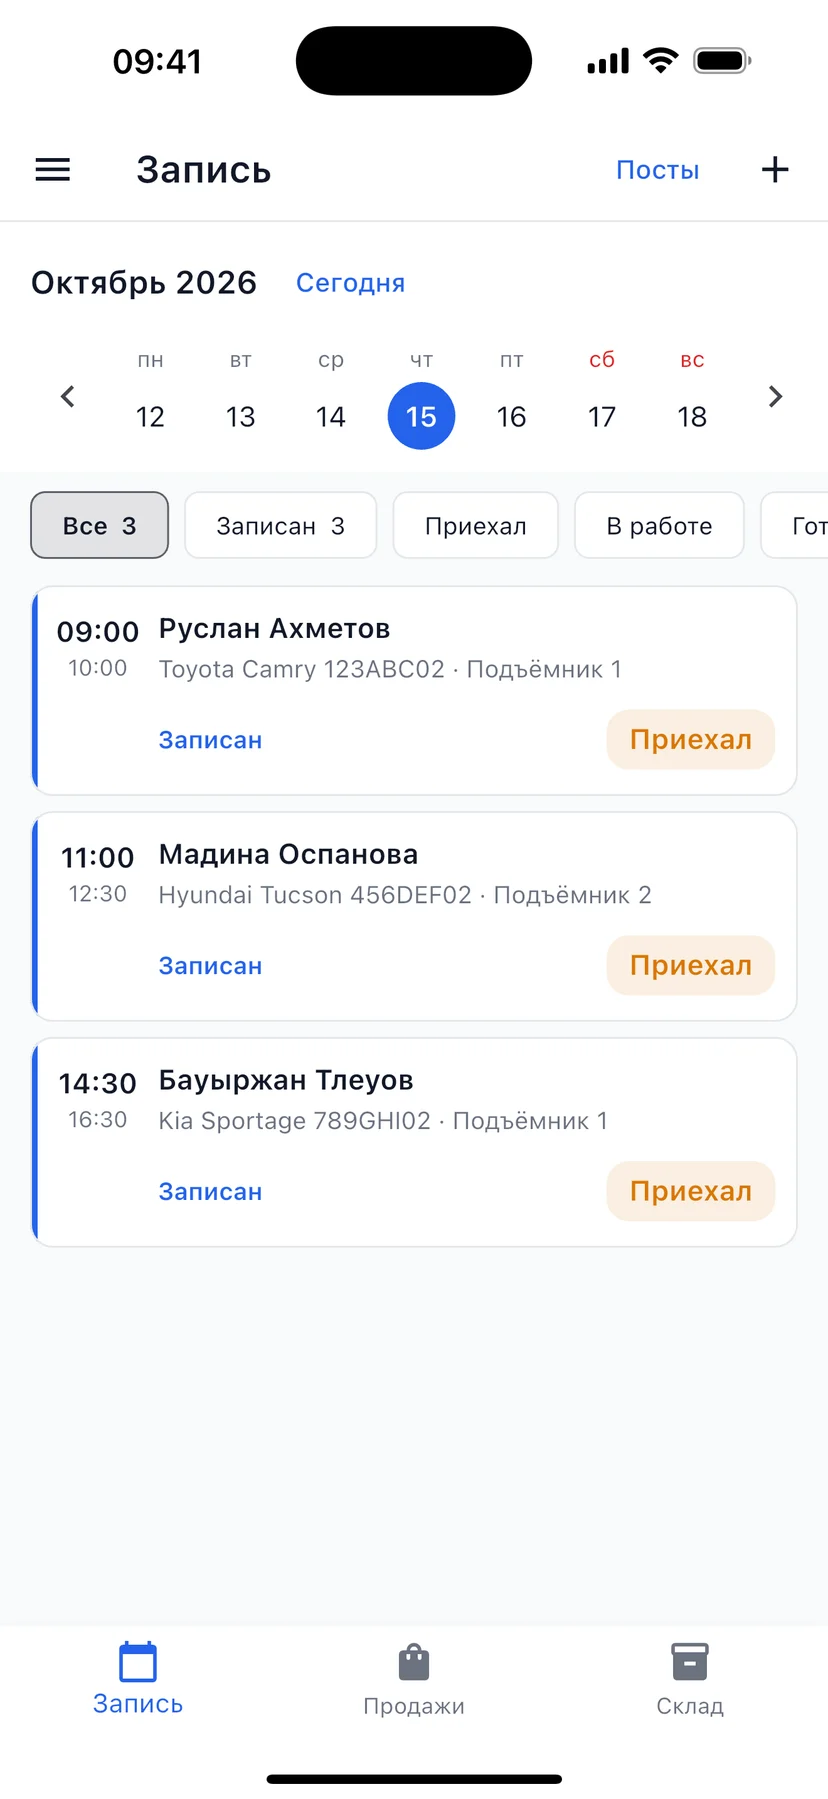 09:41
Запись
Посты
Октябрь 2026 Сегодня
пн вт ср чт пт сб вс
12 13 14 15 16 17 18
Все 3 Записан 3 Приехал В работе Гот
09:00 Руслан Ахметов
10:00 Toyota Camry 123ABC02 · Подъёмник 1
Записан Приехал
11:00 Мадина Оспанова
12:30 Hyundai Tucson 456DEF02 · Подъёмник 2
Записан Приехал
14:30 Бауыржан Тлеуов
16:30 Kia Sportage 789GHI02 · Подъёмник 1
Записан Приехал
Запись Продажи Склад